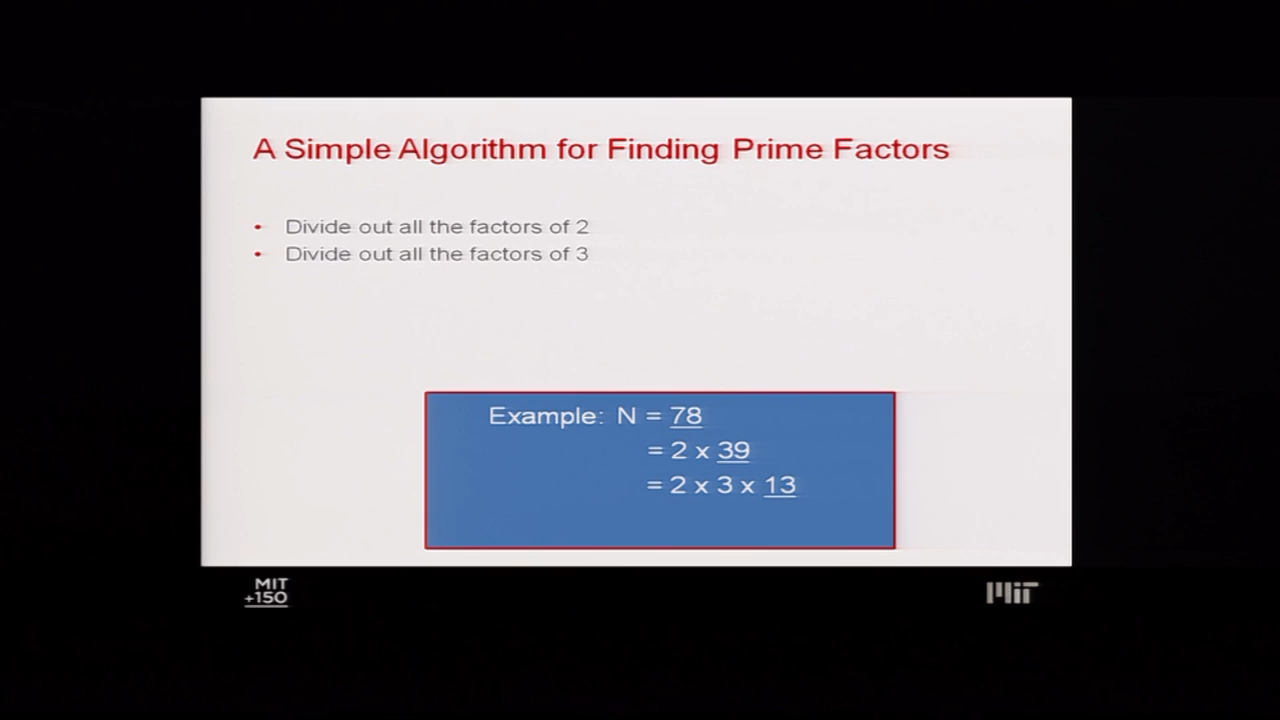 A Simple Algorithm for Finding Prime Factors
• Divide out all the factors of 2
• Divide out all the factors of 3
Example: N = 78
= 2 x 39
= 2 x 3 x 13
MIT
+150
MIT